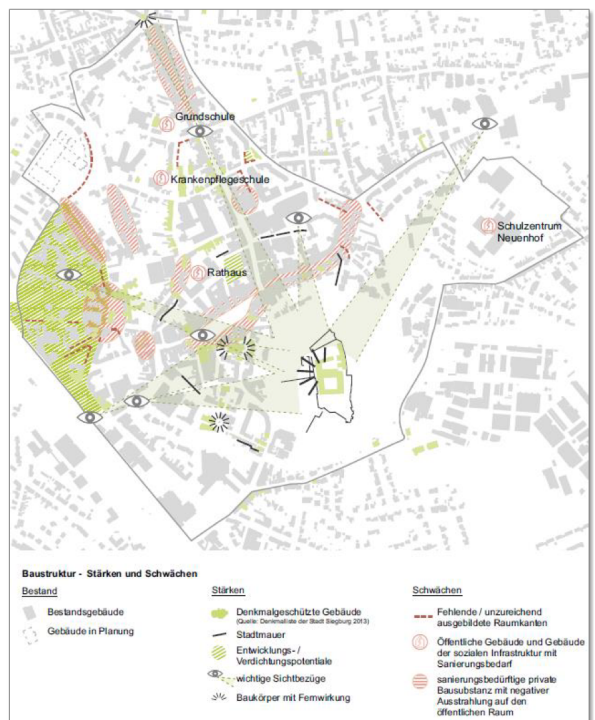 Grundschule
Krankenpflegeschule
Schulzentrum
Neuenhof
Rathaus
Baustruktur - Stärken und Schwächen
Bestand
Bestandsgebäude
Gebäude in Planung
Stärken
Denkmalgeschützte Gebäude
(Quelle: Denkmalliste der Stadt Siegburg 2013)
Stadtmauer
Entwicklungs- /
Verdichtungspotentiale
wichtige Sichtbezüge
Baukörper mit Fernwirkung
Schwächen
Fehlende / unzureichend
ausgebildete Raumkanten
Öffentliche Gebäude und Gebäude
der sozialen Infrastruktur mit
Sanierungsbedarf
sanierungsbedürftige private
Bausubstanz mit negativer
Ausstrahlung auf den
öffentlichen Raum